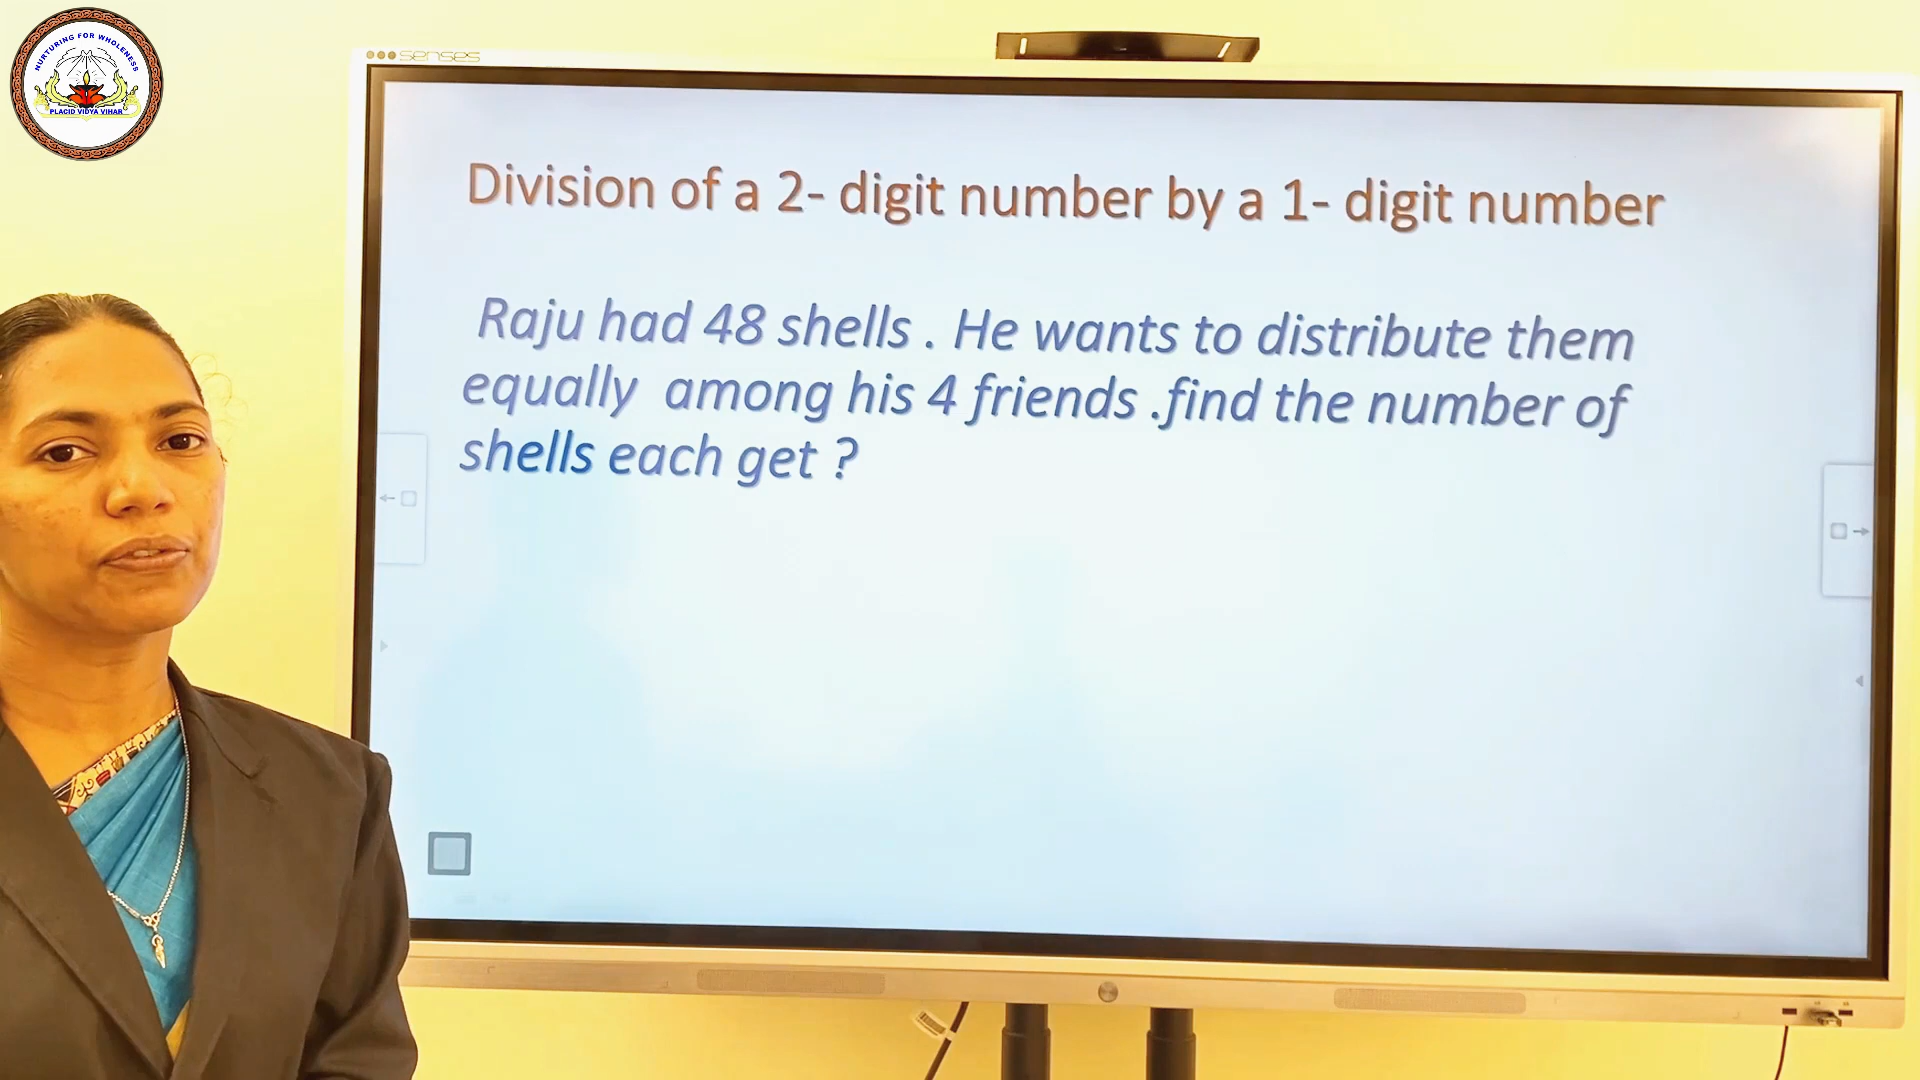 NURTURING FOR WHOLENESS
PLACID VIDYA VIHAR
senses
Division of a 2- digit number by a 1- digit number
Raju had 48 shells . He wants to distribute them
equally among his 4 friends .find the number of
shells each get ?